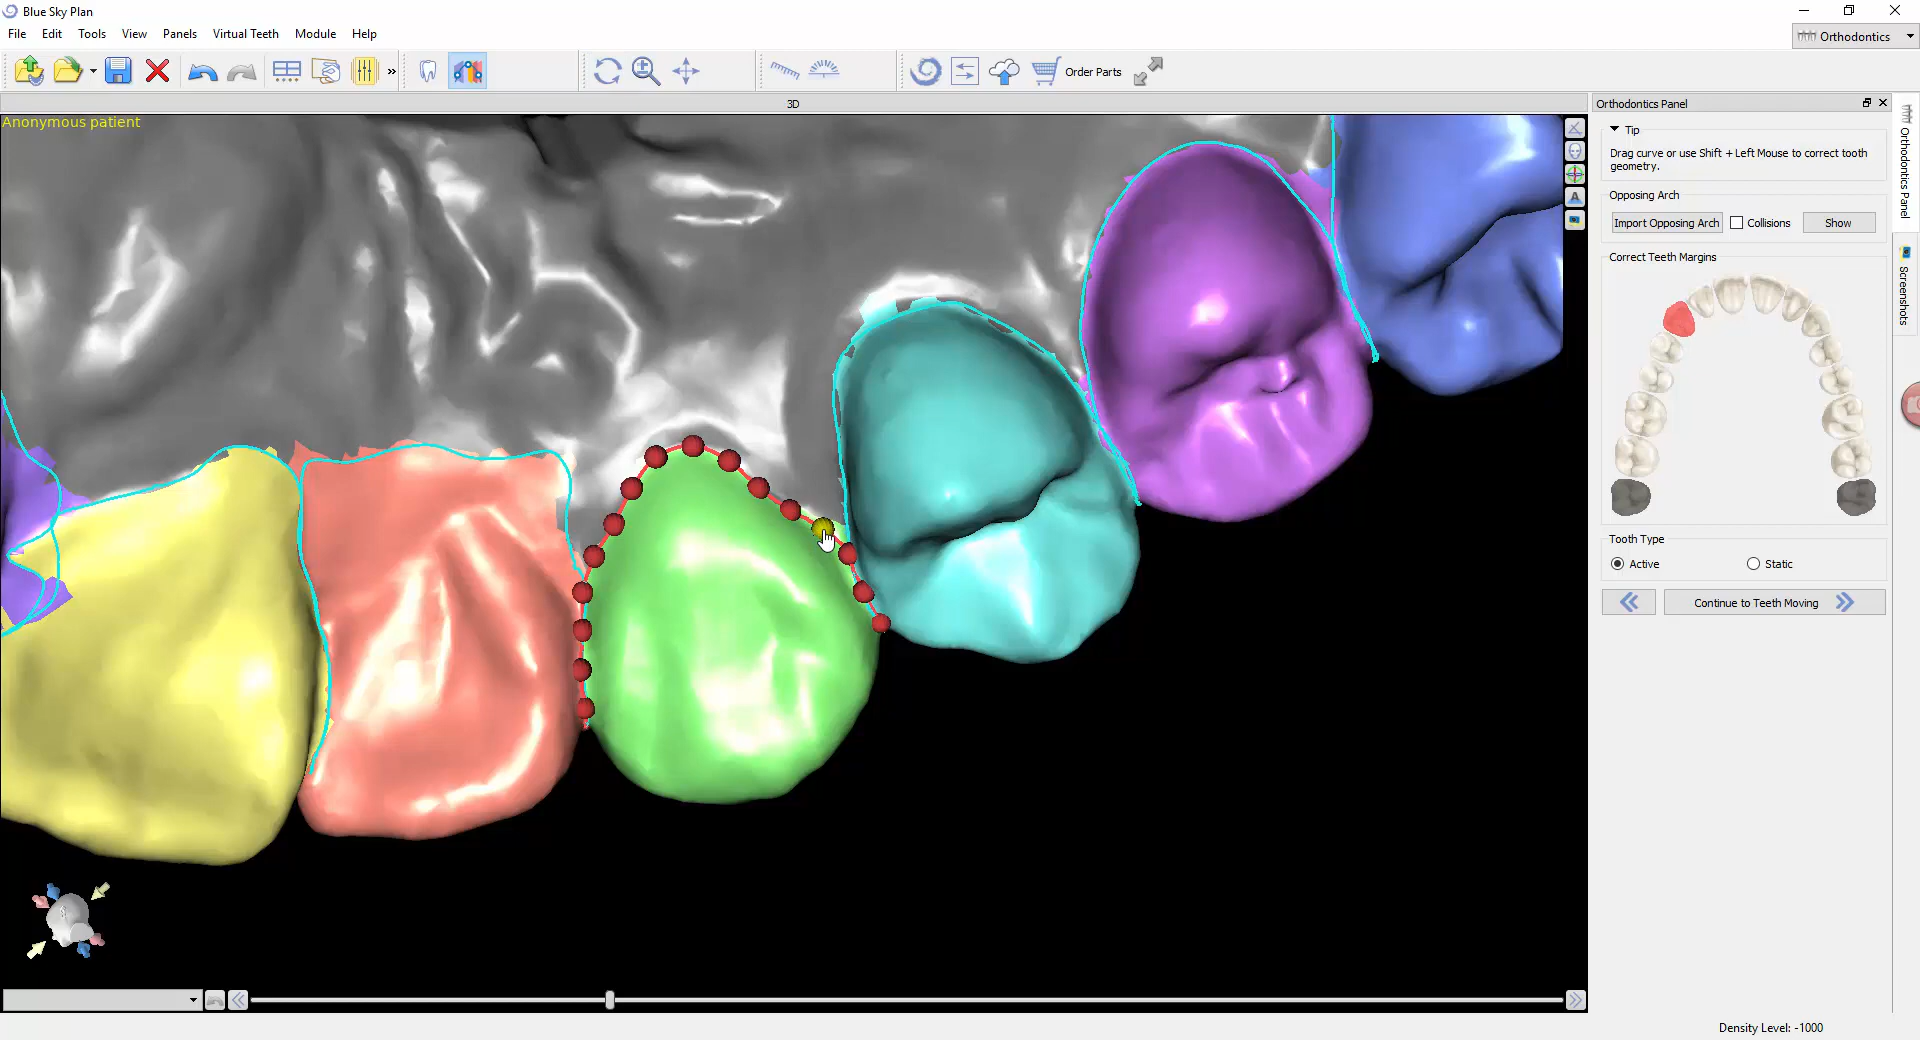 Blue Sky Plan
File Edit Tools View Panels Virtual Teeth Module Help
Orthodontics
» Order Parts
3D
Orthodontics Panel
Anonymous patient
Tip
Drag curve or use Shift + Left Mouse to correct tooth
geometry.
Opposing Arch
Import Opposing Arch Collisions Show
Correct Teeth Margins
Tooth Type
Active Static
Continue to Teeth Moving
Orthodontics Panel
Screenshots
Density Level: -1000